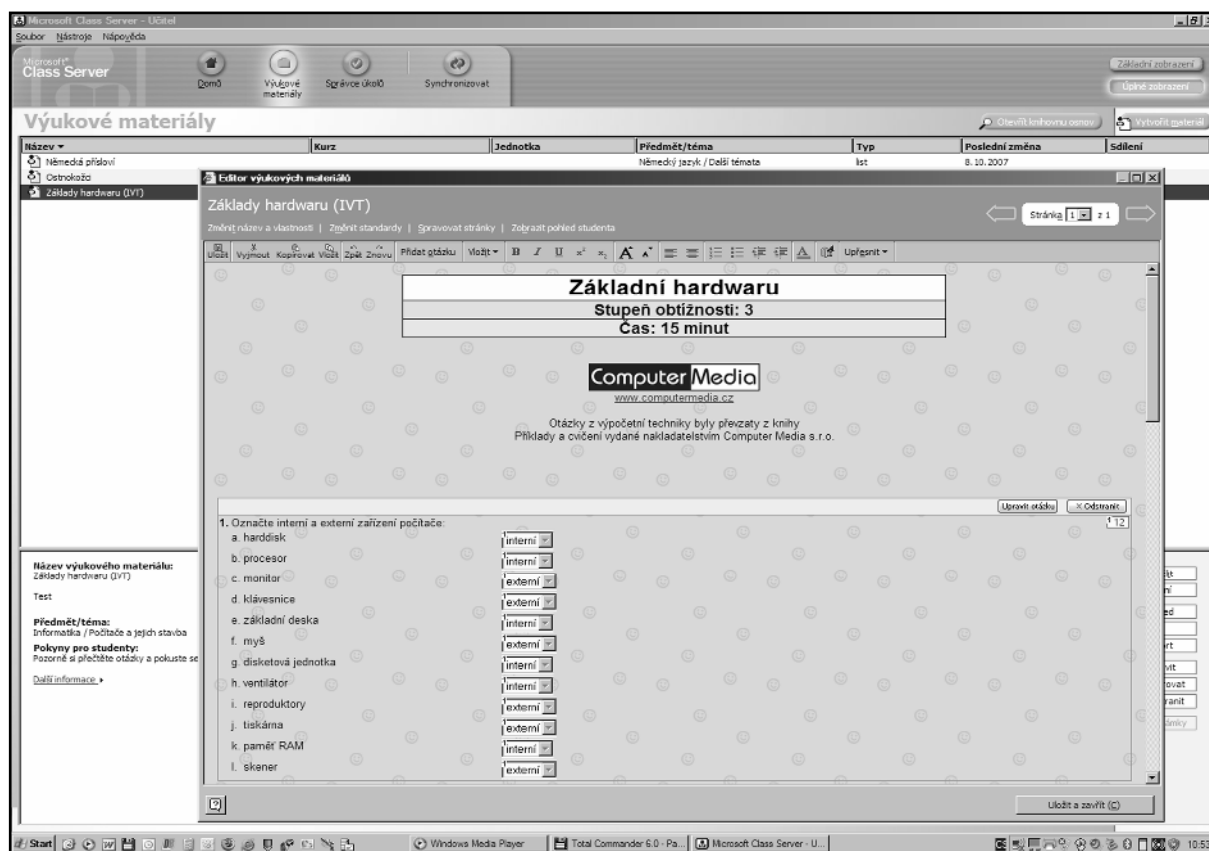 Microsoft Class Server - Učitel
Soubor Nástroje Nápověda
Microsoft®
Class Server
Domů
Výukové materiály
Správce úkolů
Synchronizovat
Základní zobrazení
Úplné zobrazení
Výukové materiály
Otevřít knihovnu osnov
Vytvořit materiál
Název Kurz Jednotka Předmět/téma Typ Poslední změna Sdílení
Německá přísloví Německý jazyk / Další témata list 8.10.2007
Ostnokožci
Základy hardwaru (IVT)
Editor výukových materiálů
Základy hardwaru (IVT)
Stránka 1 z 1
Změnit název a vlastnosti | Změnit standardy | Spravovat stránky | Zobrazit pohled studenta
Uložit Vyjmout Kopírovat Vložit Zpět Znovu Přidat otázku Vložit B I U x² x₂ A A A Upřesnit
Základní hardwaru
Stupeň obtížnosti: 3
Čas: 15 minut
Computer Media
www.computermedia.cz
Otázky z výpočetní techniky byly převzaty z knihy
Příklady a cvičení vydané nakladatelstvím Computer Media s.r.o.
Upravit otázku X Odstranit
1. Označte interní a externí zařízení počítače: 12
a. harddisk interní
b. procesor interní
c. monitor externí
d. klávesnice externí
e. základní deska interní
f. myš externí
g. disketová jednotka interní
h. ventilátor interní
i. reproduktory externí
j. tiskárna externí
k. paměť RAM interní
l. skener externí
Název výukového materiálu:
Základy hardwaru (IVT)
Test
Předmět/téma:
Informatika / Počítače a jejich stavba
Pokyny pro studenty:
Pozorně si přečtěte otázky a pokuste se
Další informace
Uložit a zavřít (C)
Start Windows Media Player Total Commander 6.0 - Pa... Microsoft Class Server - U... 10:53